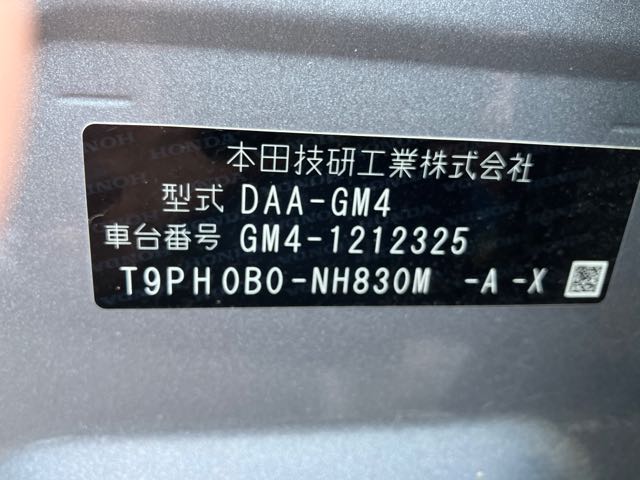 本田技研工業株式会社
型式 DAA-GM4
車台番号 GM4-1212325
T9PH0B0-NH830M -A -X